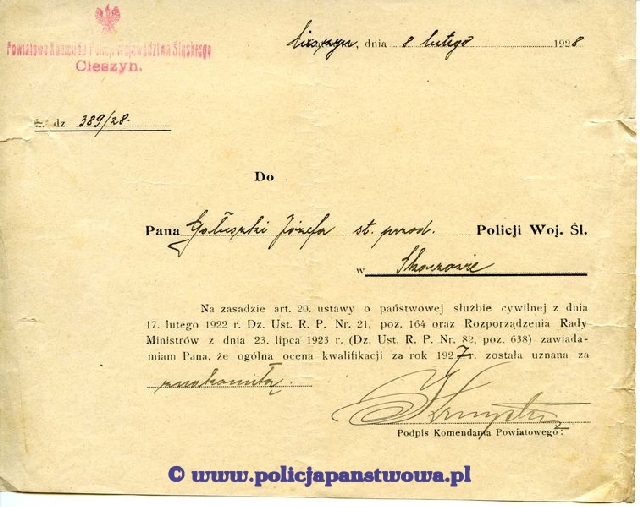 Powiatowa Komenda Policji Województwa Śląskiego
Cieszyn.
Cieszyn, dnia 8 lutego 1928
L. dz. 389/28.
Do
Pana Gołuszki Józefa st. przod. Policji Woj. Śl.
w Skoczowie
Na zasadzie art. 20. ustawy o państwowej służbie cywilnej z dnia
17. lutego 1922 r. Dz. Ust. R. P. Nr. 21, poz. 164 oraz Rozporządzenia Rady
Ministrów z dnia 23. lipca 1923 r. (Dz. Ust. R. P. Nr. 82, poz. 638) zawiada-
miam Pana, że ogólna ocena kwalifikacji za rok 1927 r. została uznana za
znakomitą.
Podpis Komendanta Powiatowego:
© www.policjapanstwowa.pl